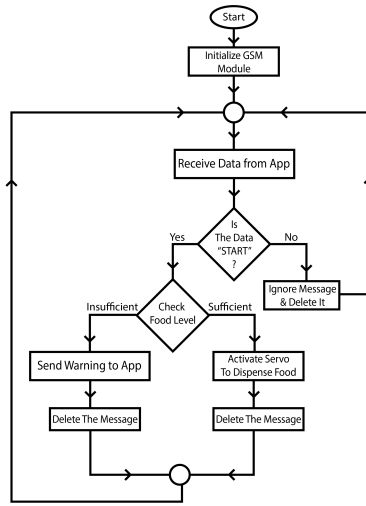 Start
Initialize GSM
Module
Receive Data from App
Is
The Data
"START"
?
Yes
No
Ignore Message
& Delete It
Check
Food Level
Insufficient
Sufficient
Send Warning to App
Activate Servo
To Dispense Food
Delete The Message
Delete The Message